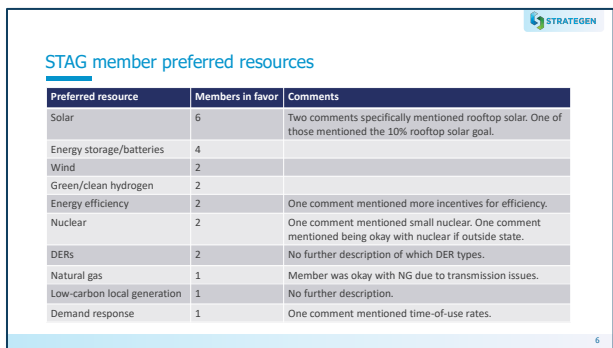 STRATEGEN
STAG member preferred resources
Preferred resource Members in favor Comments
Solar 6 Two comments specifically mentioned rooftop solar. One of
those mentioned the 10% rooftop solar goal.
Energy storage/batteries 4
Wind 2
Green/clean hydrogen 2
Energy efficiency 2 One comment mentioned more incentives for efficiency.
Nuclear 2 One comment mentioned small nuclear. One comment
mentioned being okay with nuclear if outside state.
DERs 2 No further description of which DER types.
Natural gas 1 Member was okay with NG due to transmission issues.
Low-carbon local generation 1 No further description.
Demand response 1 One comment mentioned time-of-use rates.
6